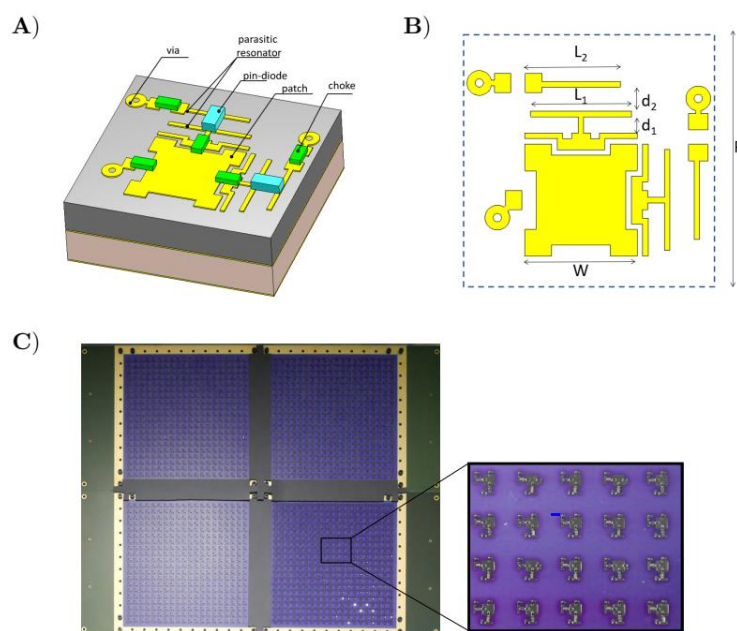 A)
via
parasitic
resonator
pin-diode
patch
choke
B)
L2
L1
d2
d1
W
C)